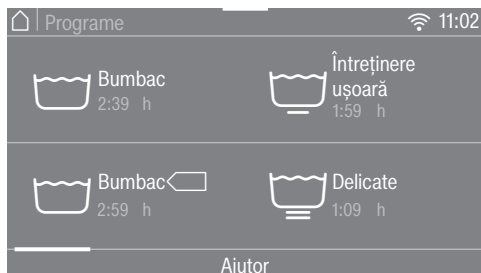 Programe 11:02
Bumbac
2:39 h
Întreținere
ușoară
1:59 h
Bumbac
2:59 h
Delicate
1:09 h
Ajutor